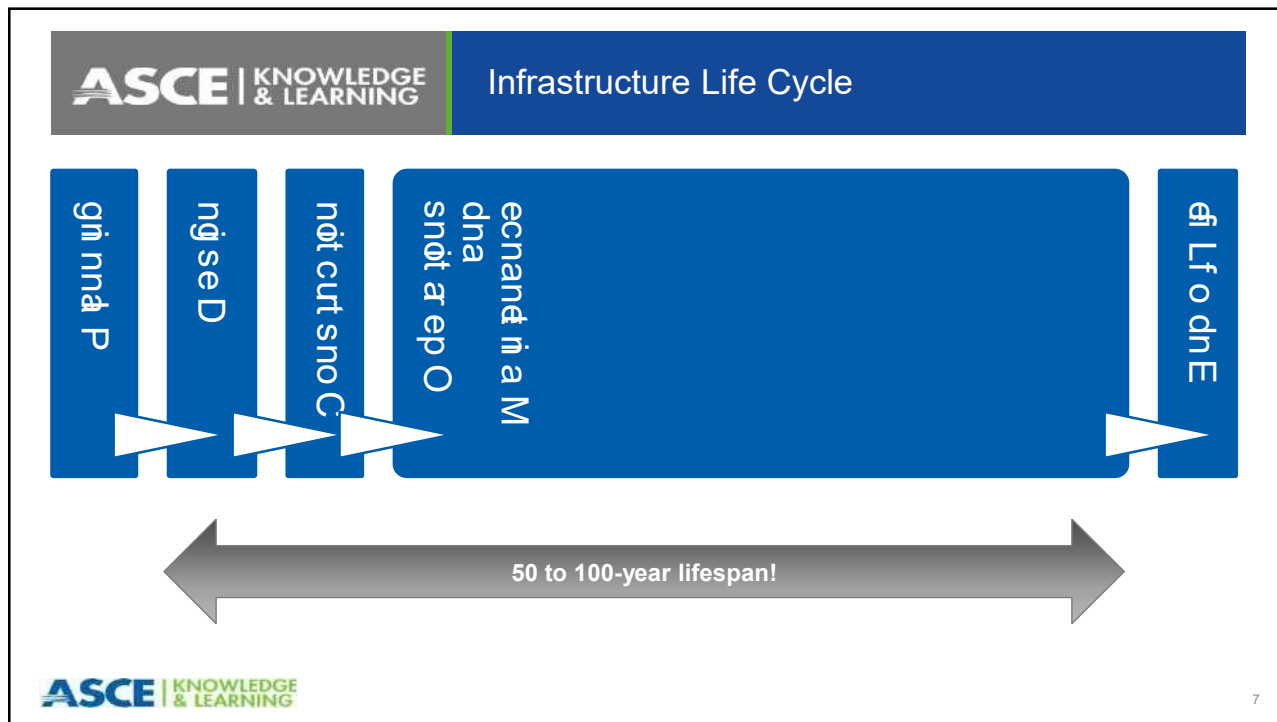 ASCE | KNOWLEDGE & LEARNING
Infrastructure Life Cycle
Planning
Design
Construction
Operations
and
Maintenance
End of Life
50 to 100-year lifespan!
ASCE | KNOWLEDGE & LEARNING
7